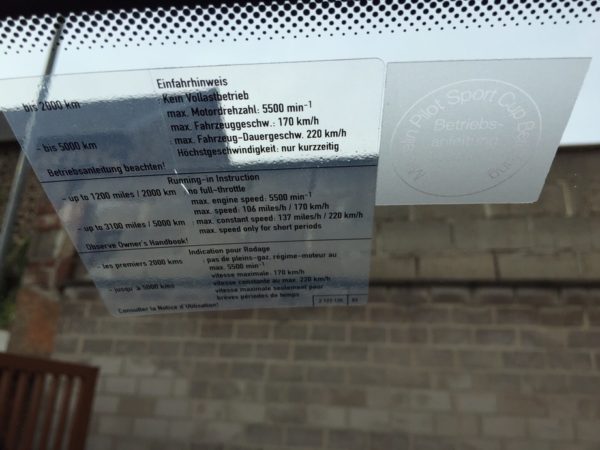 Einfahrhinweis
- bis 2000 km : Kein Vollastbetrieb
max. Motordrehzahl: 5500 min⁻¹
max. Fahrzeuggeschw.: 170 km/h
- bis 5000 km : max. Fahrzeug-Dauergeschw. 220 km/h
Höchstgeschwindigkeit: nur kurzzeitig
Betriebsanleitung beachten!
Running-in Instruction
- up to 1200 miles / 2000 km : no full-throttle
max. engine speed: 5500 min⁻¹
max. speed: 106 miles/h / 170 km/h
- up to 3100 miles / 5000 km : max. constant speed: 137 miles/h / 220 km/h
max. speed only for short periods
Observe Owner's Handbook!
Indication pour Rodage
- les premiers 2000 kms : pas de pleins-gaz, régime-moteur au
max. 5500 min⁻¹
vitesse maximale: 170 km/h
- jusqu' à 5000 kms : vitesse constante au max. 220 km/h
vitesse maximale seulement pour
brèves périodes de temps
Consulter la Notice d'Utilisation!
Pilot Sport Cup
Betriebs-